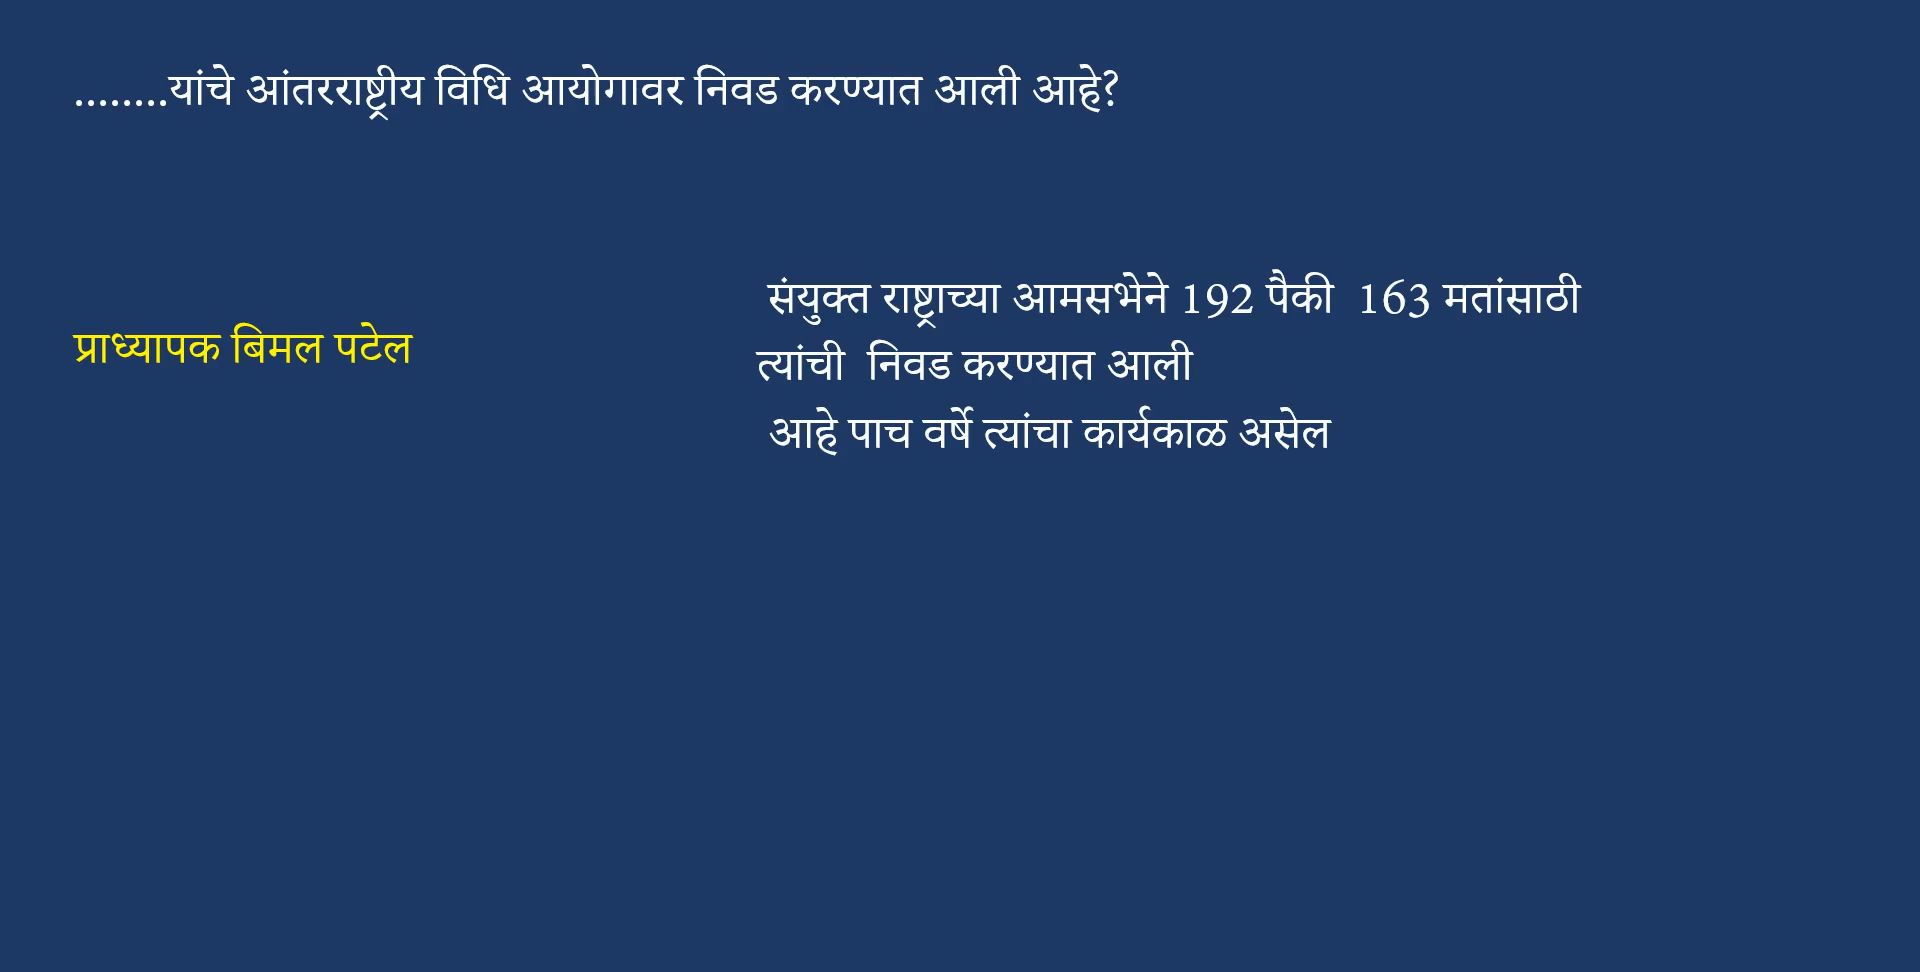 ........यांचे आंतरराष्ट्रीय विधि आयोगावर निवड करण्यात आली आहे?
प्राध्यापक बिमल पटेल
संयुक्त राष्ट्राच्या आमसभेने 192 पैकी  163 मतांसाठी
त्यांची  निवड करण्यात आली
आहे पाच वर्षे त्यांचा कार्यकाळ असेल